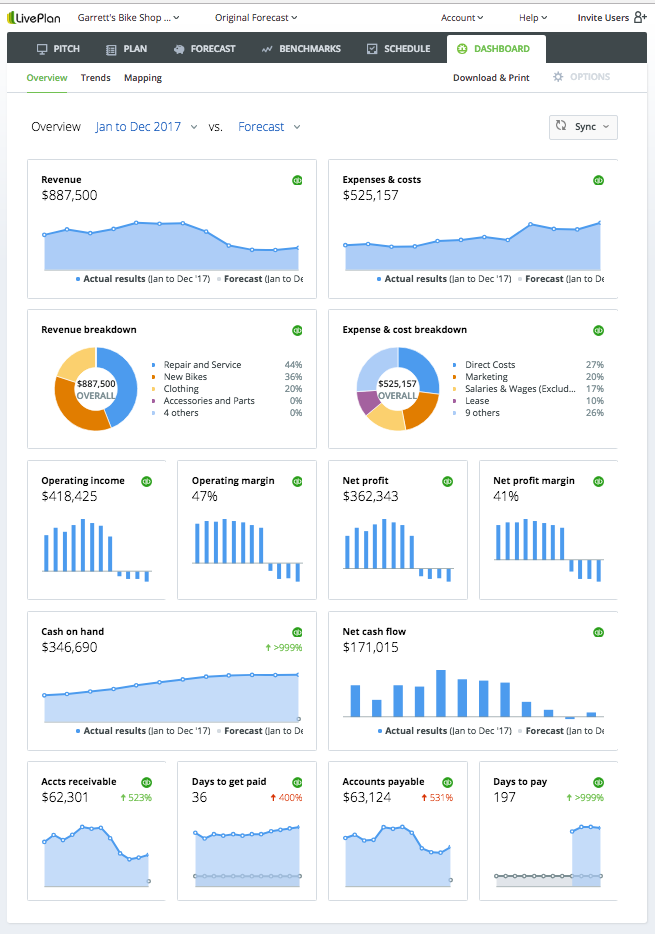 LivePlan Garrett's Bike Shop ... Original Forecast Account Help Invite Users
PITCH PLAN FORECAST BENCHMARKS SCHEDULE DASHBOARD
Overview Trends Mapping Download & Print OPTIONS
Overview Jan to Dec 2017 vs. Forecast Sync
Revenue
$887,500
Actual results (Jan to Dec '17) Forecast (Jan to De
Expenses & costs
$525,157
Actual results (Jan to Dec '17) Forecast (Jan to De
Revenue breakdown
$887,500
OVERALL
Repair and Service 44%
New Bikes 36%
Clothing 20%
Accessories and Parts 0%
4 others 0%
Expense & cost breakdown
$525,157
OVERALL
Direct Costs 27%
Marketing 20%
Salaries & Wages (Exclud... 17%
Lease 10%
9 others 26%
Operating income
$418,425
Operating margin
47%
Net profit
$362,343
Net profit margin
41%
Cash on hand
$346,690 >999%
Actual results (Jan to Dec '17) Forecast (Jan to De
Net cash flow
$171,015
Actual results (Jan to Dec '17) Forecast (Jan to De
Accts receivable
$62,301 523%
Days to get paid
36 400%
Accounts payable
$63,124 531%
Days to pay
197 >999%